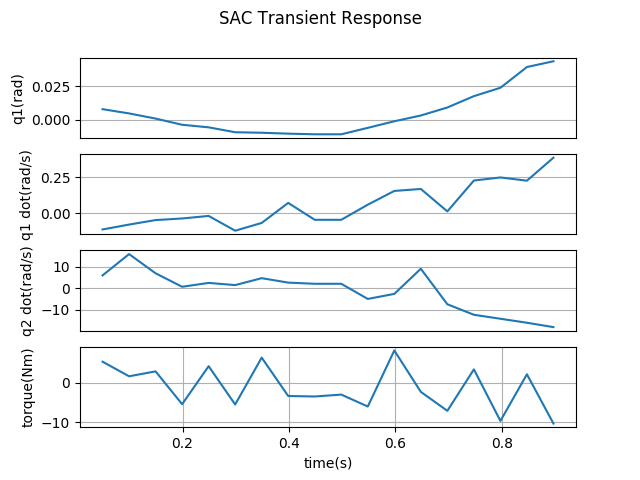 SAC Transient Response
q1(rad)
0.025
0.000
q1 dot(rad/s)
0.25
0.00
q2 dot(rad/s)
10
0
−10
torque(Nm)
0
−10
0.2 0.4 0.6 0.8
time(s)